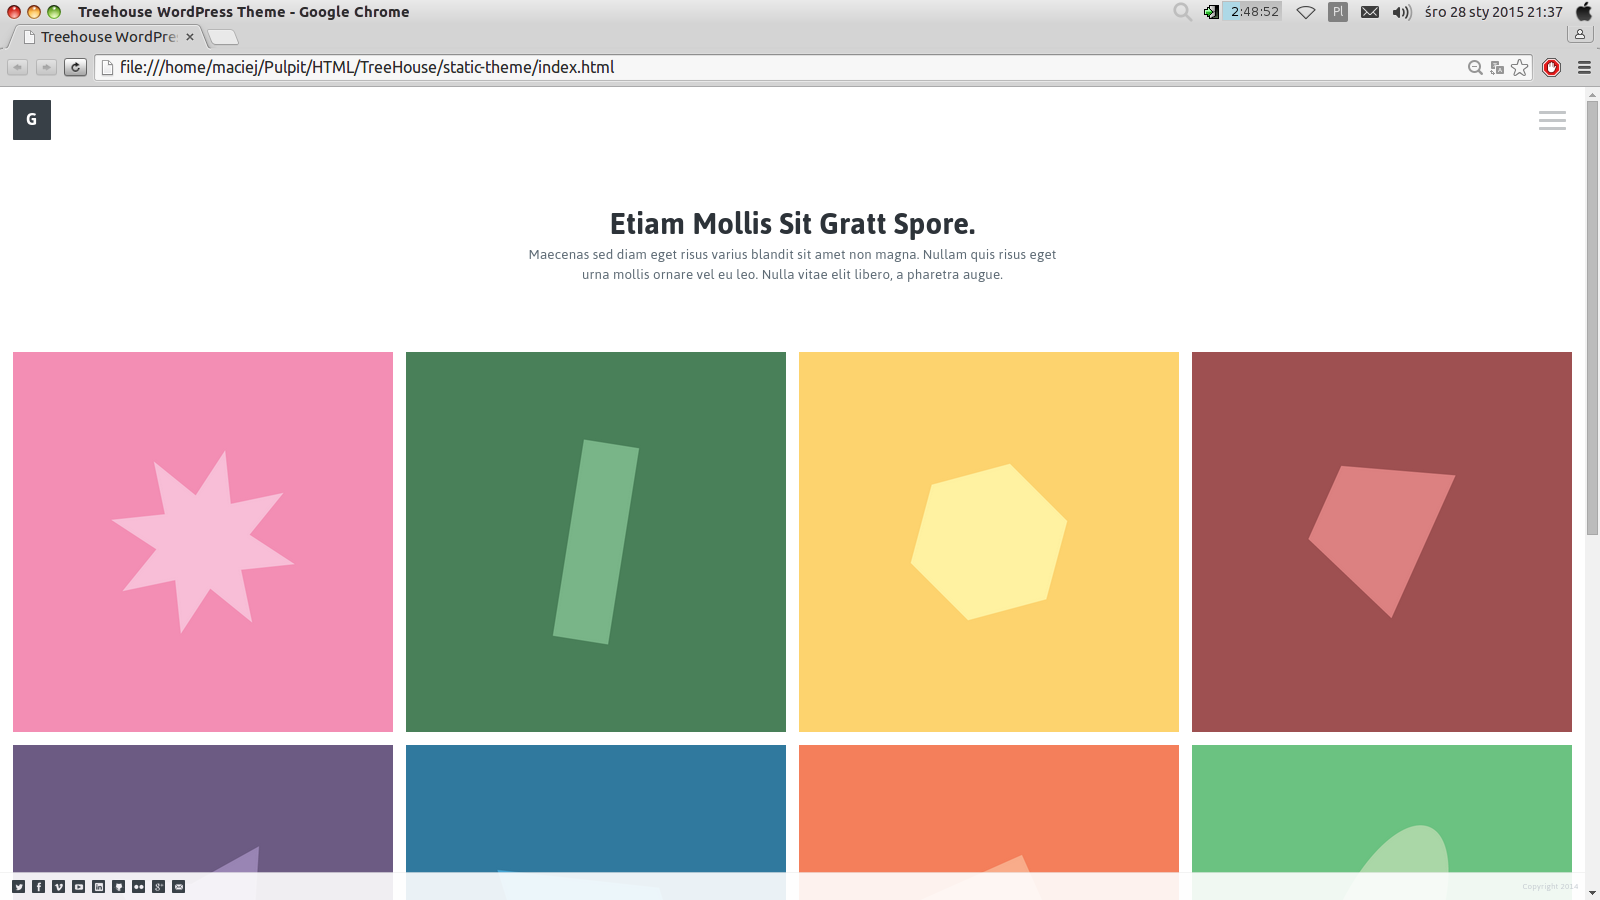 Treehouse WordPress Theme - Google Chrome
2:48:52
Pl
śro 28 sty 2015 21:37
Treehouse WordPre
file:///home/maciej/Pulpit/HTML/TreeHouse/static-theme/index.html
G
Etiam Mollis Sit Gratt Spore.
Maecenas sed diam eget risus varius blandit sit amet non magna. Nullam quis risus eget
urna mollis ornare vel eu leo. Nulla vitae elit libero, a pharetra augue.
Copyright 2014